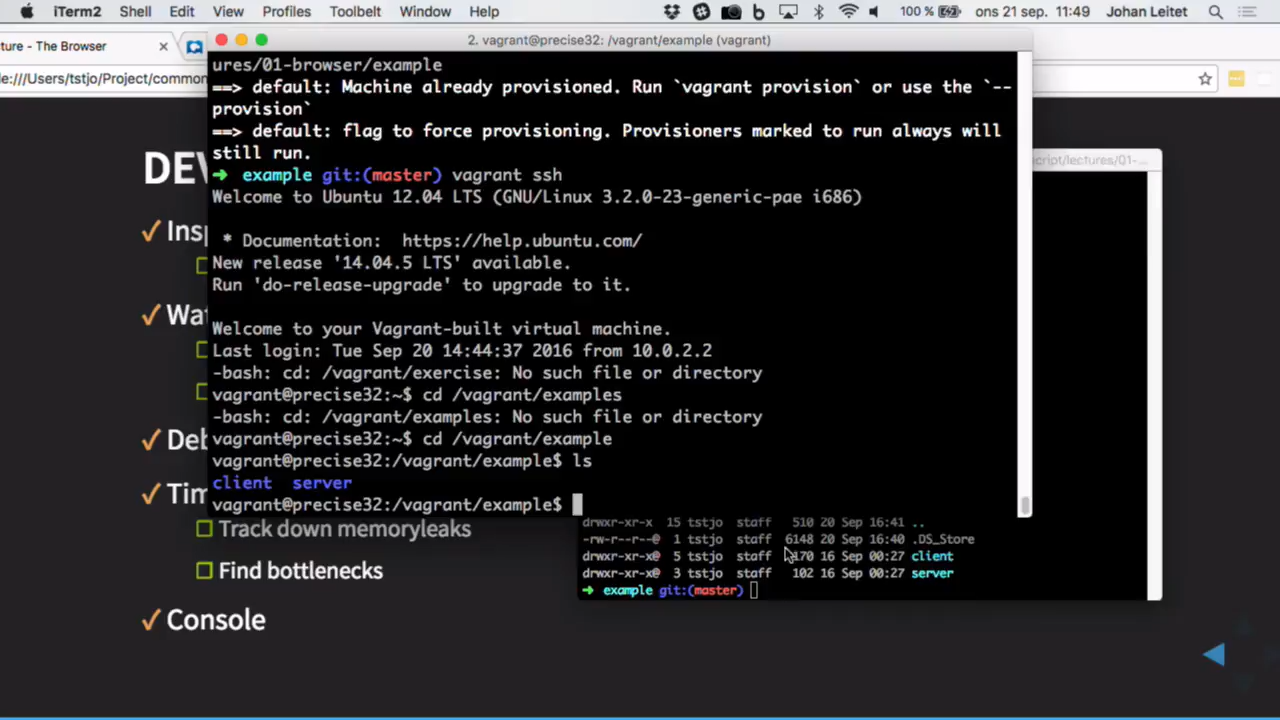 iTerm2 Shell Edit View Profiles Toolbelt Window Help 100 % ons 21 sep. 11:49 Johan Leitet
ture - The Browser
2. vagrant@precise32: /vagrant/example (vagrant)
e:///Users/tstjo/Project/common
ures/01-browser/example
==> default: Machine already provisioned. Run `vagrant provision` or use the `--
provision`
==> default: flag to force provisioning. Provisioners marked to run always will
still run.
➜ example git:(master) vagrant ssh
Welcome to Ubuntu 12.04 LTS (GNU/Linux 3.2.0-23-generic-pae i686)
* Documentation: https://help.ubuntu.com/
New release '14.04.5 LTS' available.
Run 'do-release-upgrade' to upgrade to it.
Welcome to your Vagrant-built virtual machine.
Last login: Tue Sep 20 14:44:37 2016 from 10.0.2.2
-bash: cd: /vagrant/exercise: No such file or directory
vagrant@precise32:~$ cd /vagrant/examples
-bash: cd: /vagrant/examples: No such file or directory
vagrant@precise32:~$ cd /vagrant/example
vagrant@precise32:/vagrant/example$ ls
client server
vagrant@precise32:/vagrant/example$
cript/lectures/01-...
drwxr-xr-x 15 tstjo staff 510 20 Sep 16:41 ..
-rw-r--r--@ 1 tstjo staff 6148 20 Sep 16:40 .DS_Store
drwxr-xr-x@ 5 tstjo staff 170 16 Sep 00:27 client
drwxr-xr-x@ 3 tstjo staff 102 16 Sep 00:27 server
➜ example git:(master)
DEV
✓ Insp
✓ Wat
✓ Deb
✓ Tim
Track down memoryleaks
Find bottlenecks
✓ Console